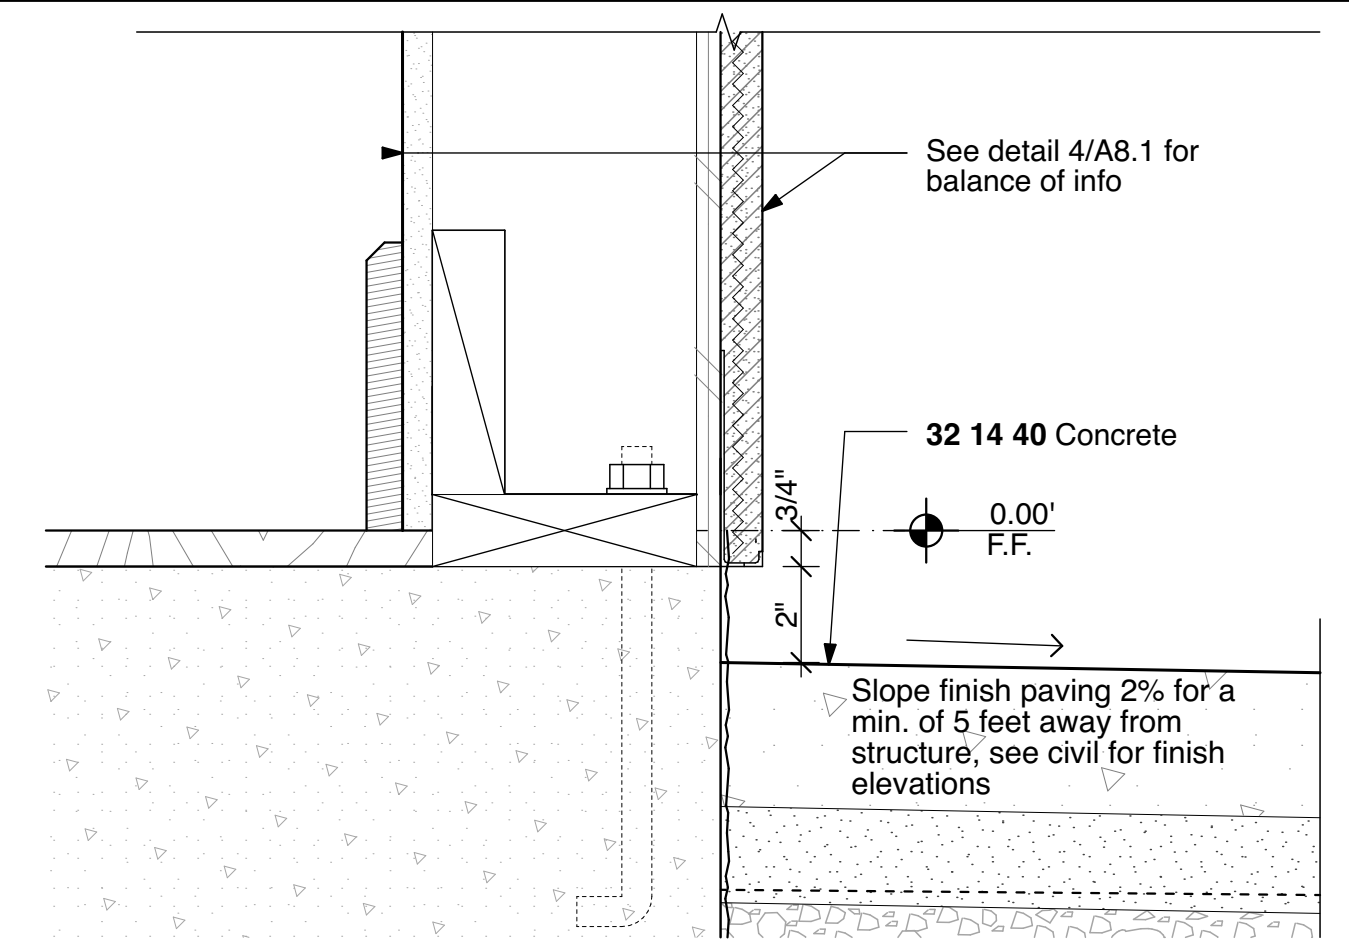 See detail 4/A8.1 for
balance of info
32 14 40 Concrete
3/4"
0.00'
F.F.
2"
Slope finish paving 2% for a
min. of 5 feet away from
structure, see civil for finish
elevations